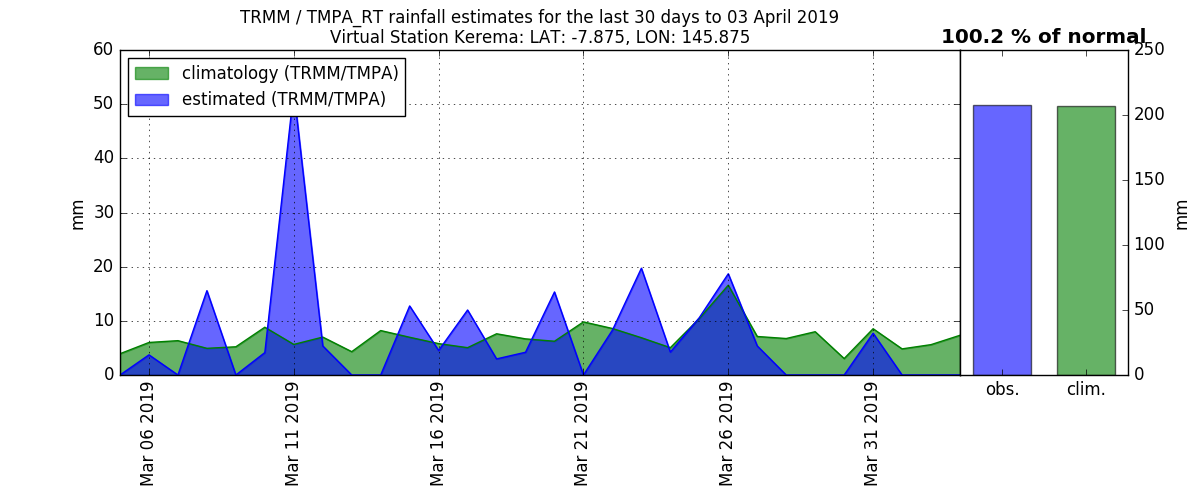 TRMM / TMPA_RT rainfall estimates for the last 30 days to 03 April 2019
Virtual Station Kerema: LAT: -7.875, LON: 145.875
100.2 % of normal
climatology (TRMM/TMPA)
estimated (TRMM/TMPA)
60
50
40
30
20
10
0
mm
Mar 06 2019
Mar 11 2019
Mar 16 2019
Mar 21 2019
Mar 26 2019
Mar 31 2019
250
200
150
100
50
0
mm
obs.
clim.